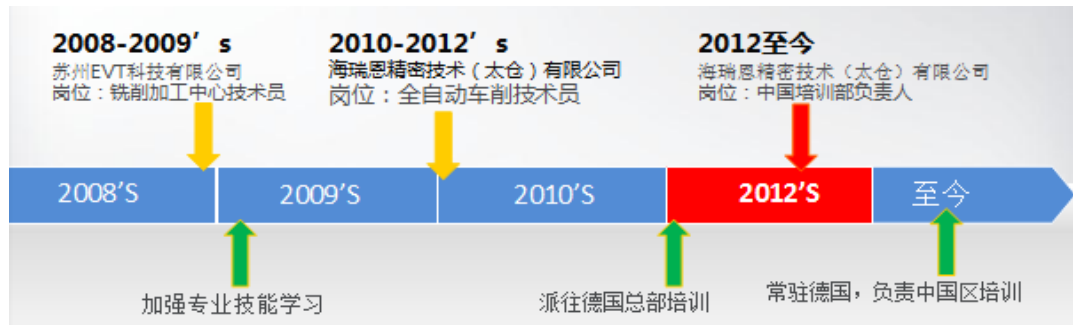 2008-2009’s
苏州EVT科技有限公司
岗位：铣削加工中心技术员
2010-2012’s
海瑞恩精密技术（太仓）有限公司
岗位：全自动车削技术员
2012至今
海瑞恩精密技术（太仓）有限公司
岗位：中国培训部负责人
2008’S
2009’S
2010’S
2012’S
至今
加强专业技能学习
派往德国总部培训
常驻德国，负责中国区培训